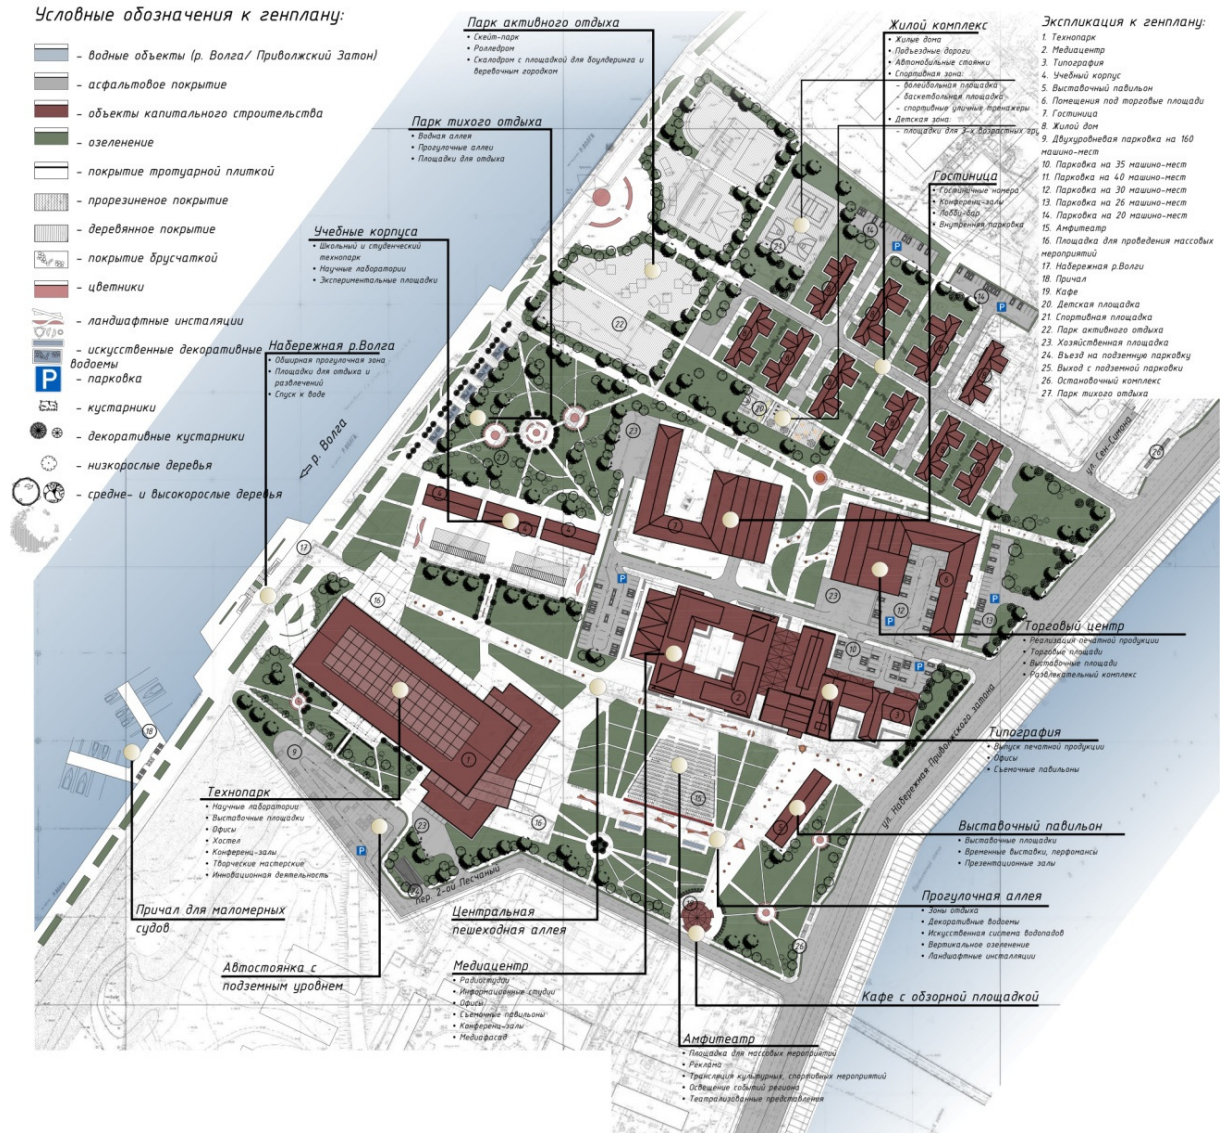 Условные обозначения к генплану:
- водные объекты (р. Волга/ Приволжский Затон)
- асфальтовое покрытие
- объекты капитального строительства
- озеленение
- покрытие тротуарной плиткой
- прорезиненое покрытие
- деревянное покрытие
- покрытие брусчаткой
- цветники
- ландшафтные инсталяции
- искусственные декоративные
водоемы
P - парковка
- кустарники
- декоративные кустарники
- низкорослые деревья
- средне- и высокорослые деревья
Парк активного отдыха
• Скейт-парк
• Роллердром
• Скалодром с площадкой для боулдеринга и
веревочным городком
Парк тихого отдыха
• Водная аллея
• Прогулочные аллеи
• Площадки для отдыха
Учебные корпуса
• Школьный и студенческий
технопарк
• Научные лаборатории
• Экспериментальные площадки
Набережная р.Волга
• Обширная прогулочная зона
• Площадки для отдыха и
развлечений
• Спуск к воде
р. Волга
Жилой комплекс
• Жилые дома
• Подъездные дороги
• Автомобильные стоянки
• Спортивная зона:
- волейбольная площадка
- баскетбольная площадка
- спортивные уличные тренажеры
• Детская зона:
- площадки для 3-х возрастных гр
Гостиница
• Гостиничные номера
• Конференц-залы
• Лобби-бар
• Внутренняя парковка
Экспликация к генплану:
1. Технопарк
2. Медиацентр
3. Типография
4. Учебный корпус
5. Выставочный павильон
6. Помещения под торговые площади
7. Гостиница
8. Жилой дом
9. Двухуровневая парковка на 160
машино-мест
10. Парковка на 35 машино-мест
11. Парковка на 40 машино-мест
12. Парковка на 30 машино-мест
13. Парковка на 26 машино-мест
14. Парковка на 20 машино-мест
15. Амфитеатр
16. Площадка для проведения массовых
мероприятий
17. Набережная р.Волги
18. Причал
19. Кафе
20. Детская площадка
21. Спортивная площадка
22. Парк активного отдыха
23. Хозяйственная площадка
24. Въезд на подземную парковку
25. Выход с подземной парковки
26. Остановочный комплекс
27. Парк тихого отдыха
ул. Сен-Симона
ул. Набережная Приволжского затона
пер. 2-ой Песчаный
Торговый центр
• Реализация печатной продукции
• Торговые площади
• Выставочные площади
• Развлекательный комплекс
Типография
• Выпуск печатной продукции
• Офисы
• Съемочные павильоны
Выставочный павильон
• Выставочные площадки
• Временные выставки, перфомансы
• Презентационные залы
Прогулочная аллея
• Зоны отдыха
• Декоративные водоемы
• Искусственная система водопадов
• Вертикальное озеленение
• Ландшафтные инсталляции
Кафе с обзорной площадкой
Технопарк
• Научные лаборатории
• Выставочные площадки
• Офисы
• Хостел
• Конференц-залы
• Творческие мастерские
• Инновационная деятельность
Причал для маломерных
судов
Автостоянка с
подземным уровнем
Центральная
пешеходная аллея
Медиацентр
• Радиостудии
• Информационные студии
• Офисы
• Съемочные павильоны
• Конференц-залы
• Медиафасад
Амфитеатр
• Площадка для массовых мероприятий
• Реклама
• Трансляция культурных, спортивных мероприятий
• Освещение событий региона
• Театрализованные представления